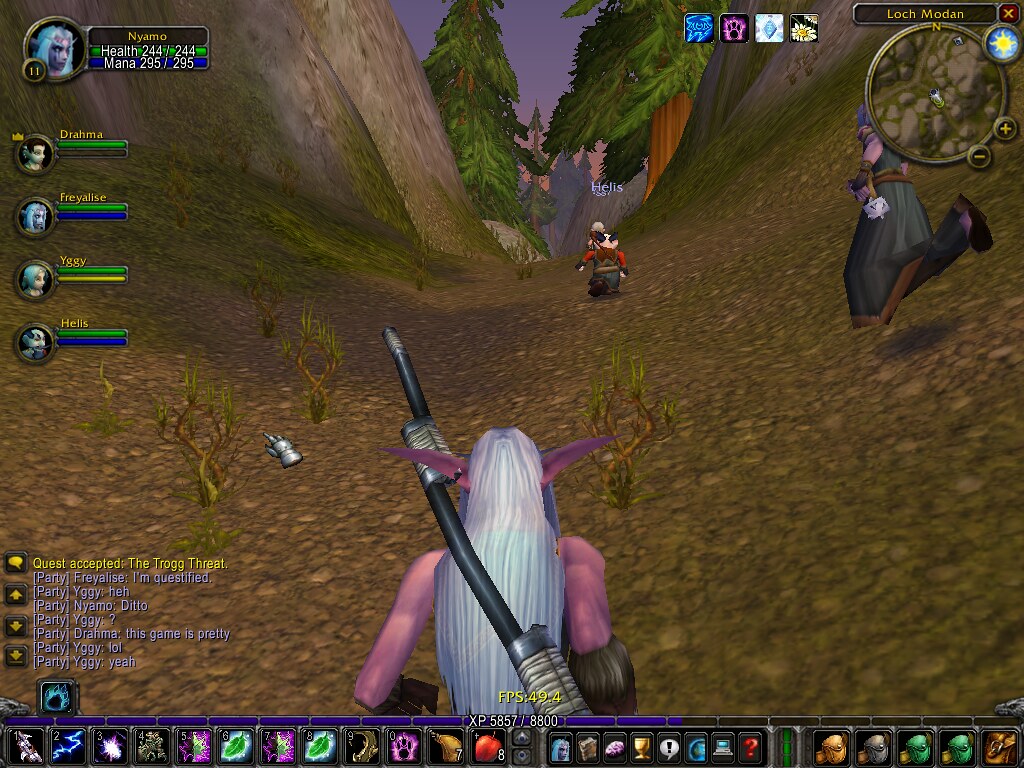 Nyamo
Health 244 / 244
Mana 295 / 295
11
Loch Modan
N
Drahma
Freyalise
Yggy
Helis
Helis
Quest accepted: The Trogg Threat.
[Party] Freyalise: I'm questified.
[Party] Yggy: heh
[Party] Nyamo: Ditto
[Party] Yggy: ?
[Party] Drahma: this game is pretty
[Party] Yggy: lol
[Party] Yggy: yeah
FPS:49.4
XP 5857 / 8800
2 3 4 5 6 7 8 9 0 7 8